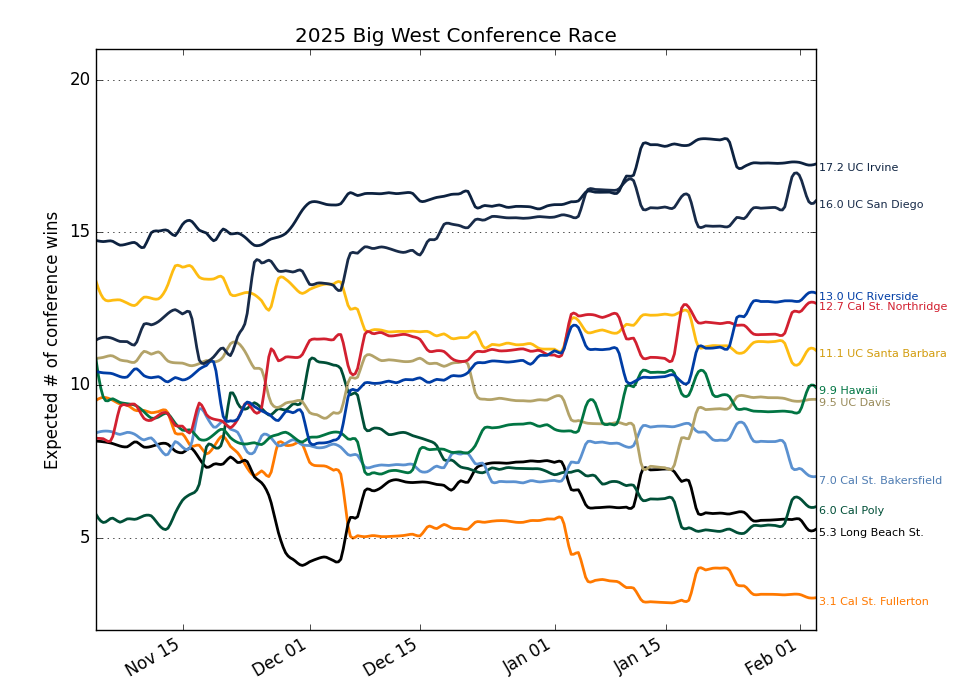 2025 Big West Conference Race
Expected # of conference wins
20
15
10
5
17.2 UC Irvine
16.0 UC San Diego
13.0 UC Riverside
12.7 Cal St. Northridge
11.1 UC Santa Barbara
9.9 Hawaii
9.5 UC Davis
7.0 Cal St. Bakersfield
6.0 Cal Poly
5.3 Long Beach St.
3.1 Cal St. Fullerton
Nov 15
Dec 01
Dec 15
Jan 01
Jan 15
Feb 01